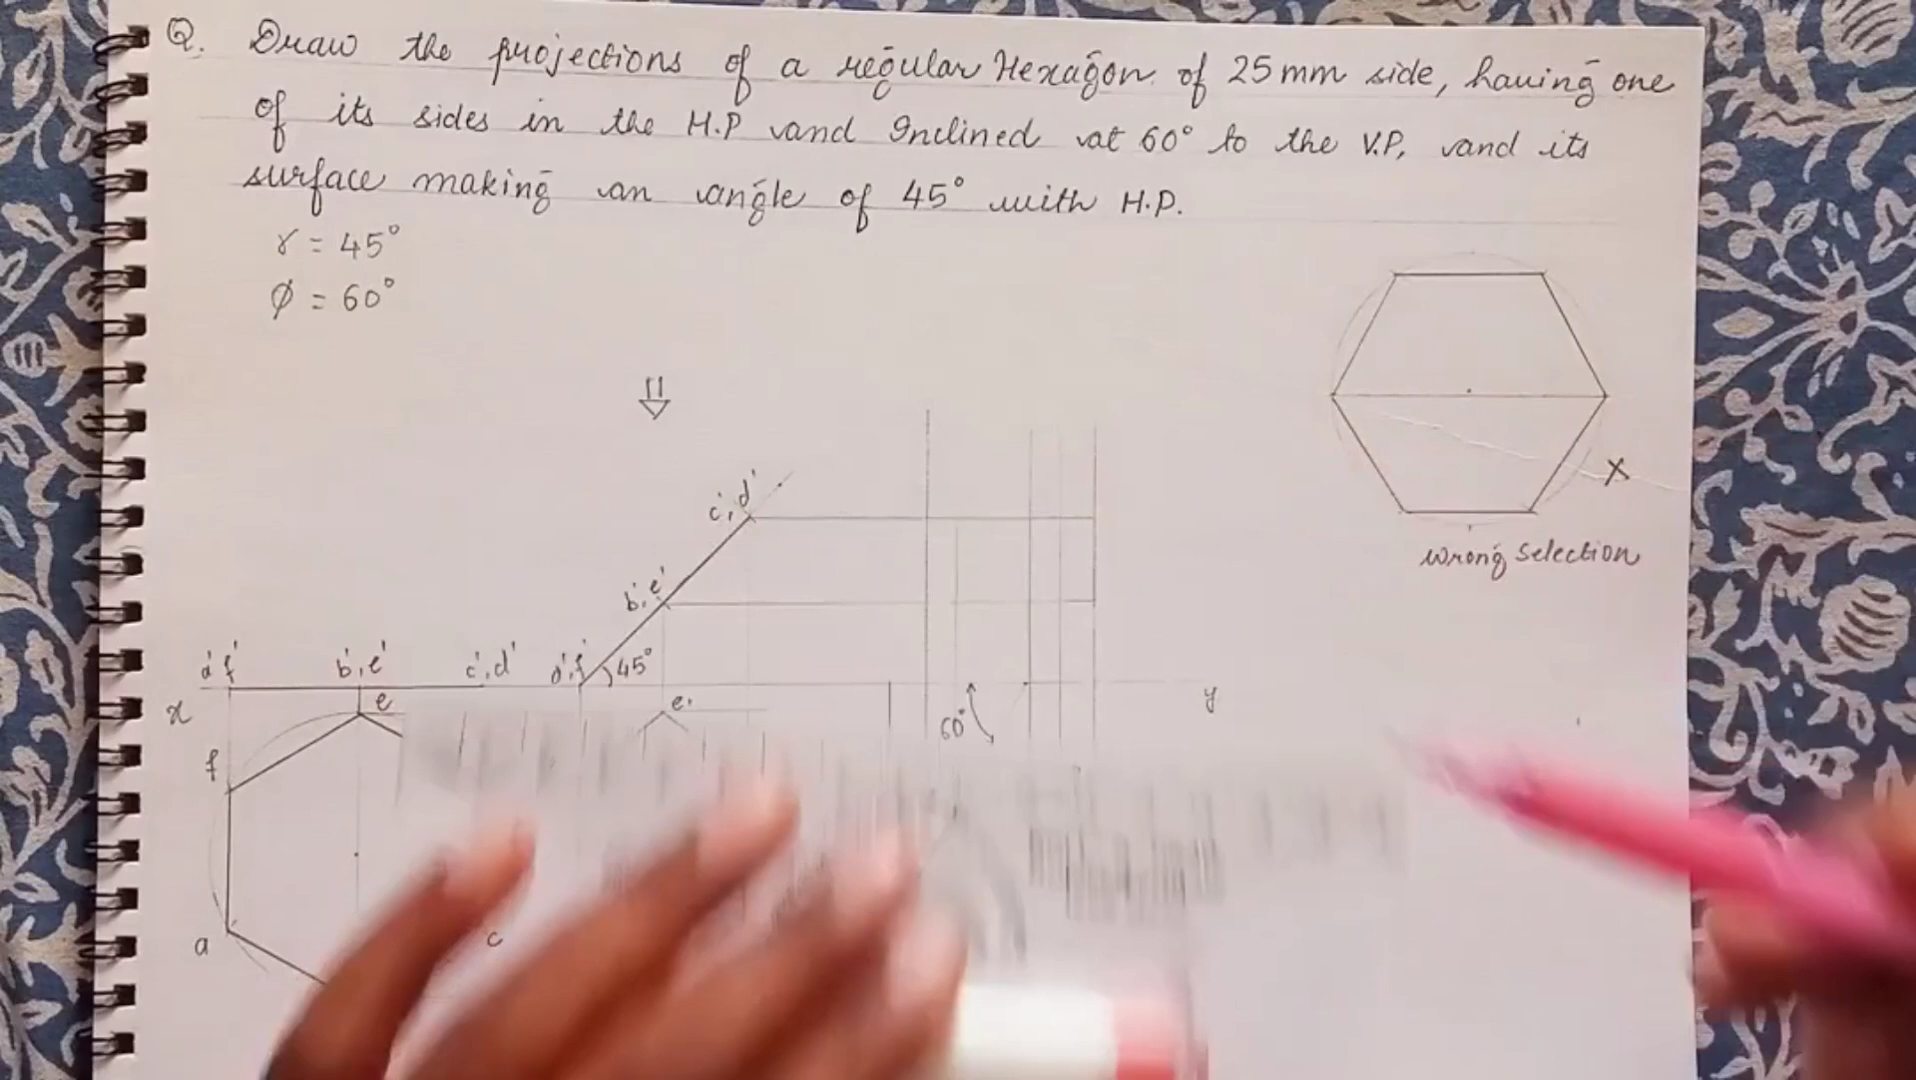 Q. Draw the projections of a regular Hexagon of 25 mm side, having one
of its sides in the H.P and Inclined at 60° to the V.P, and its
surface making an angle of 45° with H.P.
γ = 45°
ϕ = 60°
X
wrong selection
c', d'
b', e'
a' f' b', e' c', d' a', f' 45°
x y
e e.
60°
f
a c